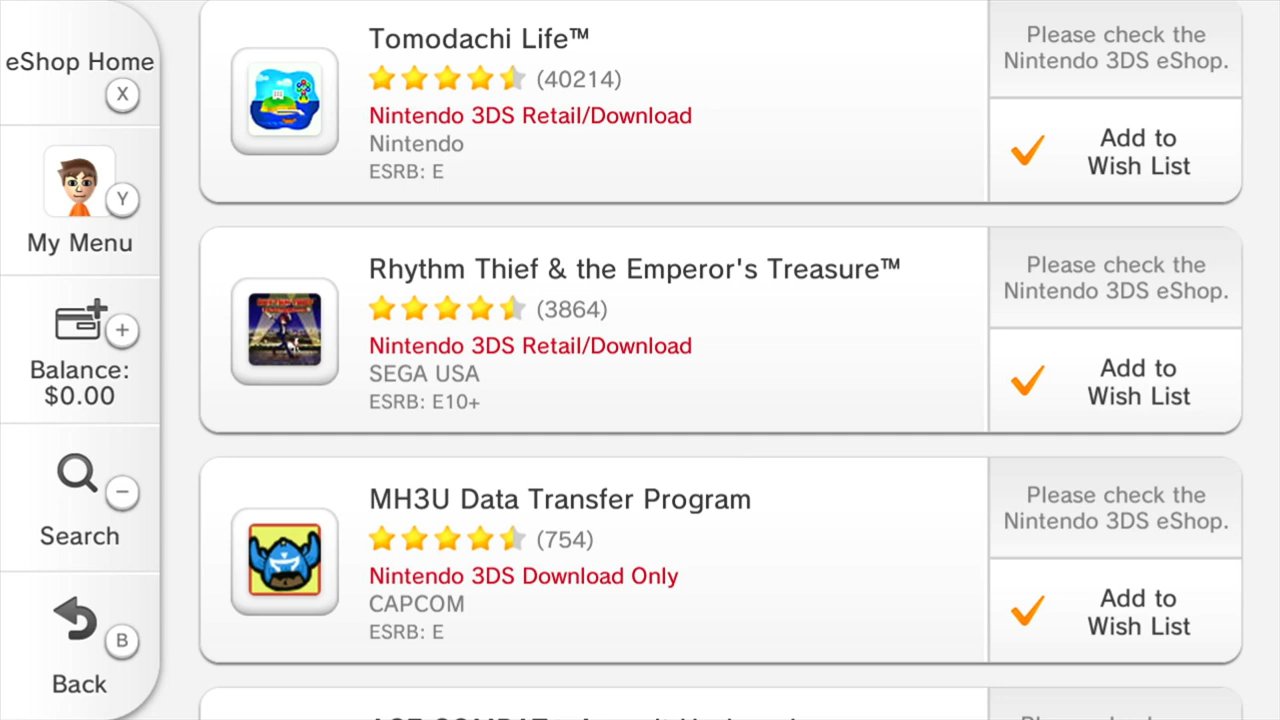 eShop Home
X
Y
My Menu
+
Balance:
$0.00
−
Search
B
Back
Tomodachi Life™
(40214)
Nintendo 3DS Retail/Download
Nintendo
ESRB: E
Please check the
Nintendo 3DS eShop.
Add to
Wish List
Rhythm Thief & the Emperor's Treasure™
(3864)
Nintendo 3DS Retail/Download
SEGA USA
ESRB: E10+
Please check the
Nintendo 3DS eShop.
Add to
Wish List
MH3U Data Transfer Program
(754)
Nintendo 3DS Download Only
CAPCOM
ESRB: E
Please check the
Nintendo 3DS eShop.
Add to
Wish List